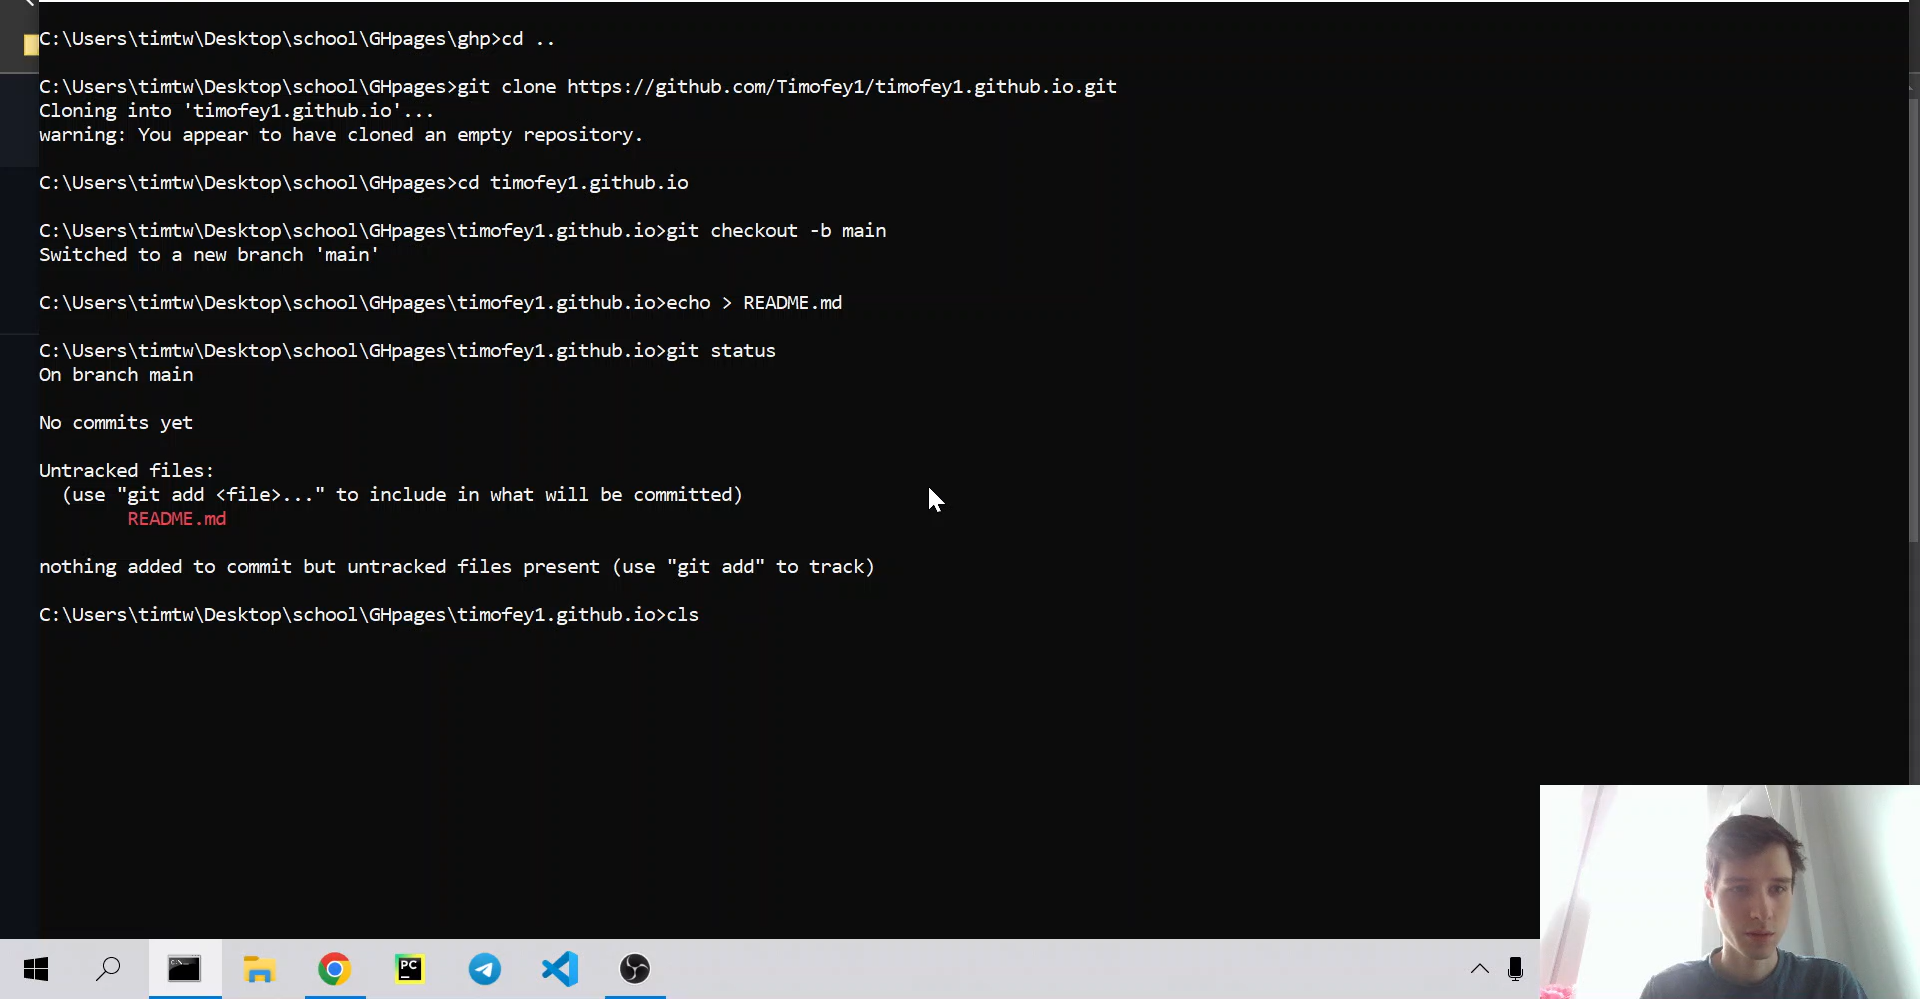 C:\Users\timtw\Desktop\school\GHpages\ghp>cd ..
C:\Users\timtw\Desktop\school\GHpages>git clone https://github.com/Timofey1/timofey1.github.io.git
Cloning into 'timofey1.github.io'...
warning: You appear to have cloned an empty repository.
C:\Users\timtw\Desktop\school\GHpages>cd timofey1.github.io
C:\Users\timtw\Desktop\school\GHpages\timofey1.github.io>git checkout -b main
Switched to a new branch 'main'
C:\Users\timtw\Desktop\school\GHpages\timofey1.github.io>echo > README.md
C:\Users\timtw\Desktop\school\GHpages\timofey1.github.io>git status
On branch main
No commits yet
Untracked files:
(use "git add <file>..." to include in what will be committed)
README.md
nothing added to commit but untracked files present (use "git add" to track)
C:\Users\timtw\Desktop\school\GHpages\timofey1.github.io>cls
PC